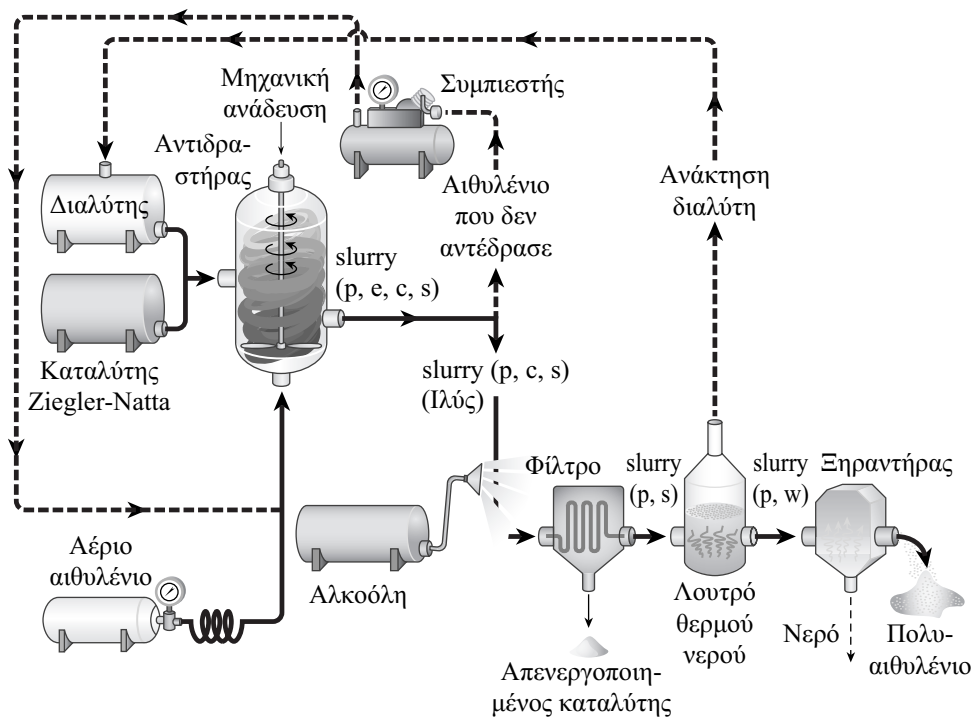 Μηχανική
ανάδευση
Συμπιεστής
Αντιδρα-
στήρας
Διαλύτης
Αιθυλένιο
που δεν
αντέδρασε
Ανάκτηση
διαλύτη
slurry
(p, e, c, s)
Καταλύτης
Ziegler-Natta
slurry (p, c, s)
(Ιλύς)
Φίλτρο
slurry
(p, s)
slurry
(p, w)
Ξηραντήρας
Αέριο
αιθυλένιο
Αλκοόλη
Λουτρό
θερμού
νερού
Νερό
Πολυ-
αιθυλένιο
Απενεργοποιη-
μένος καταλύτης